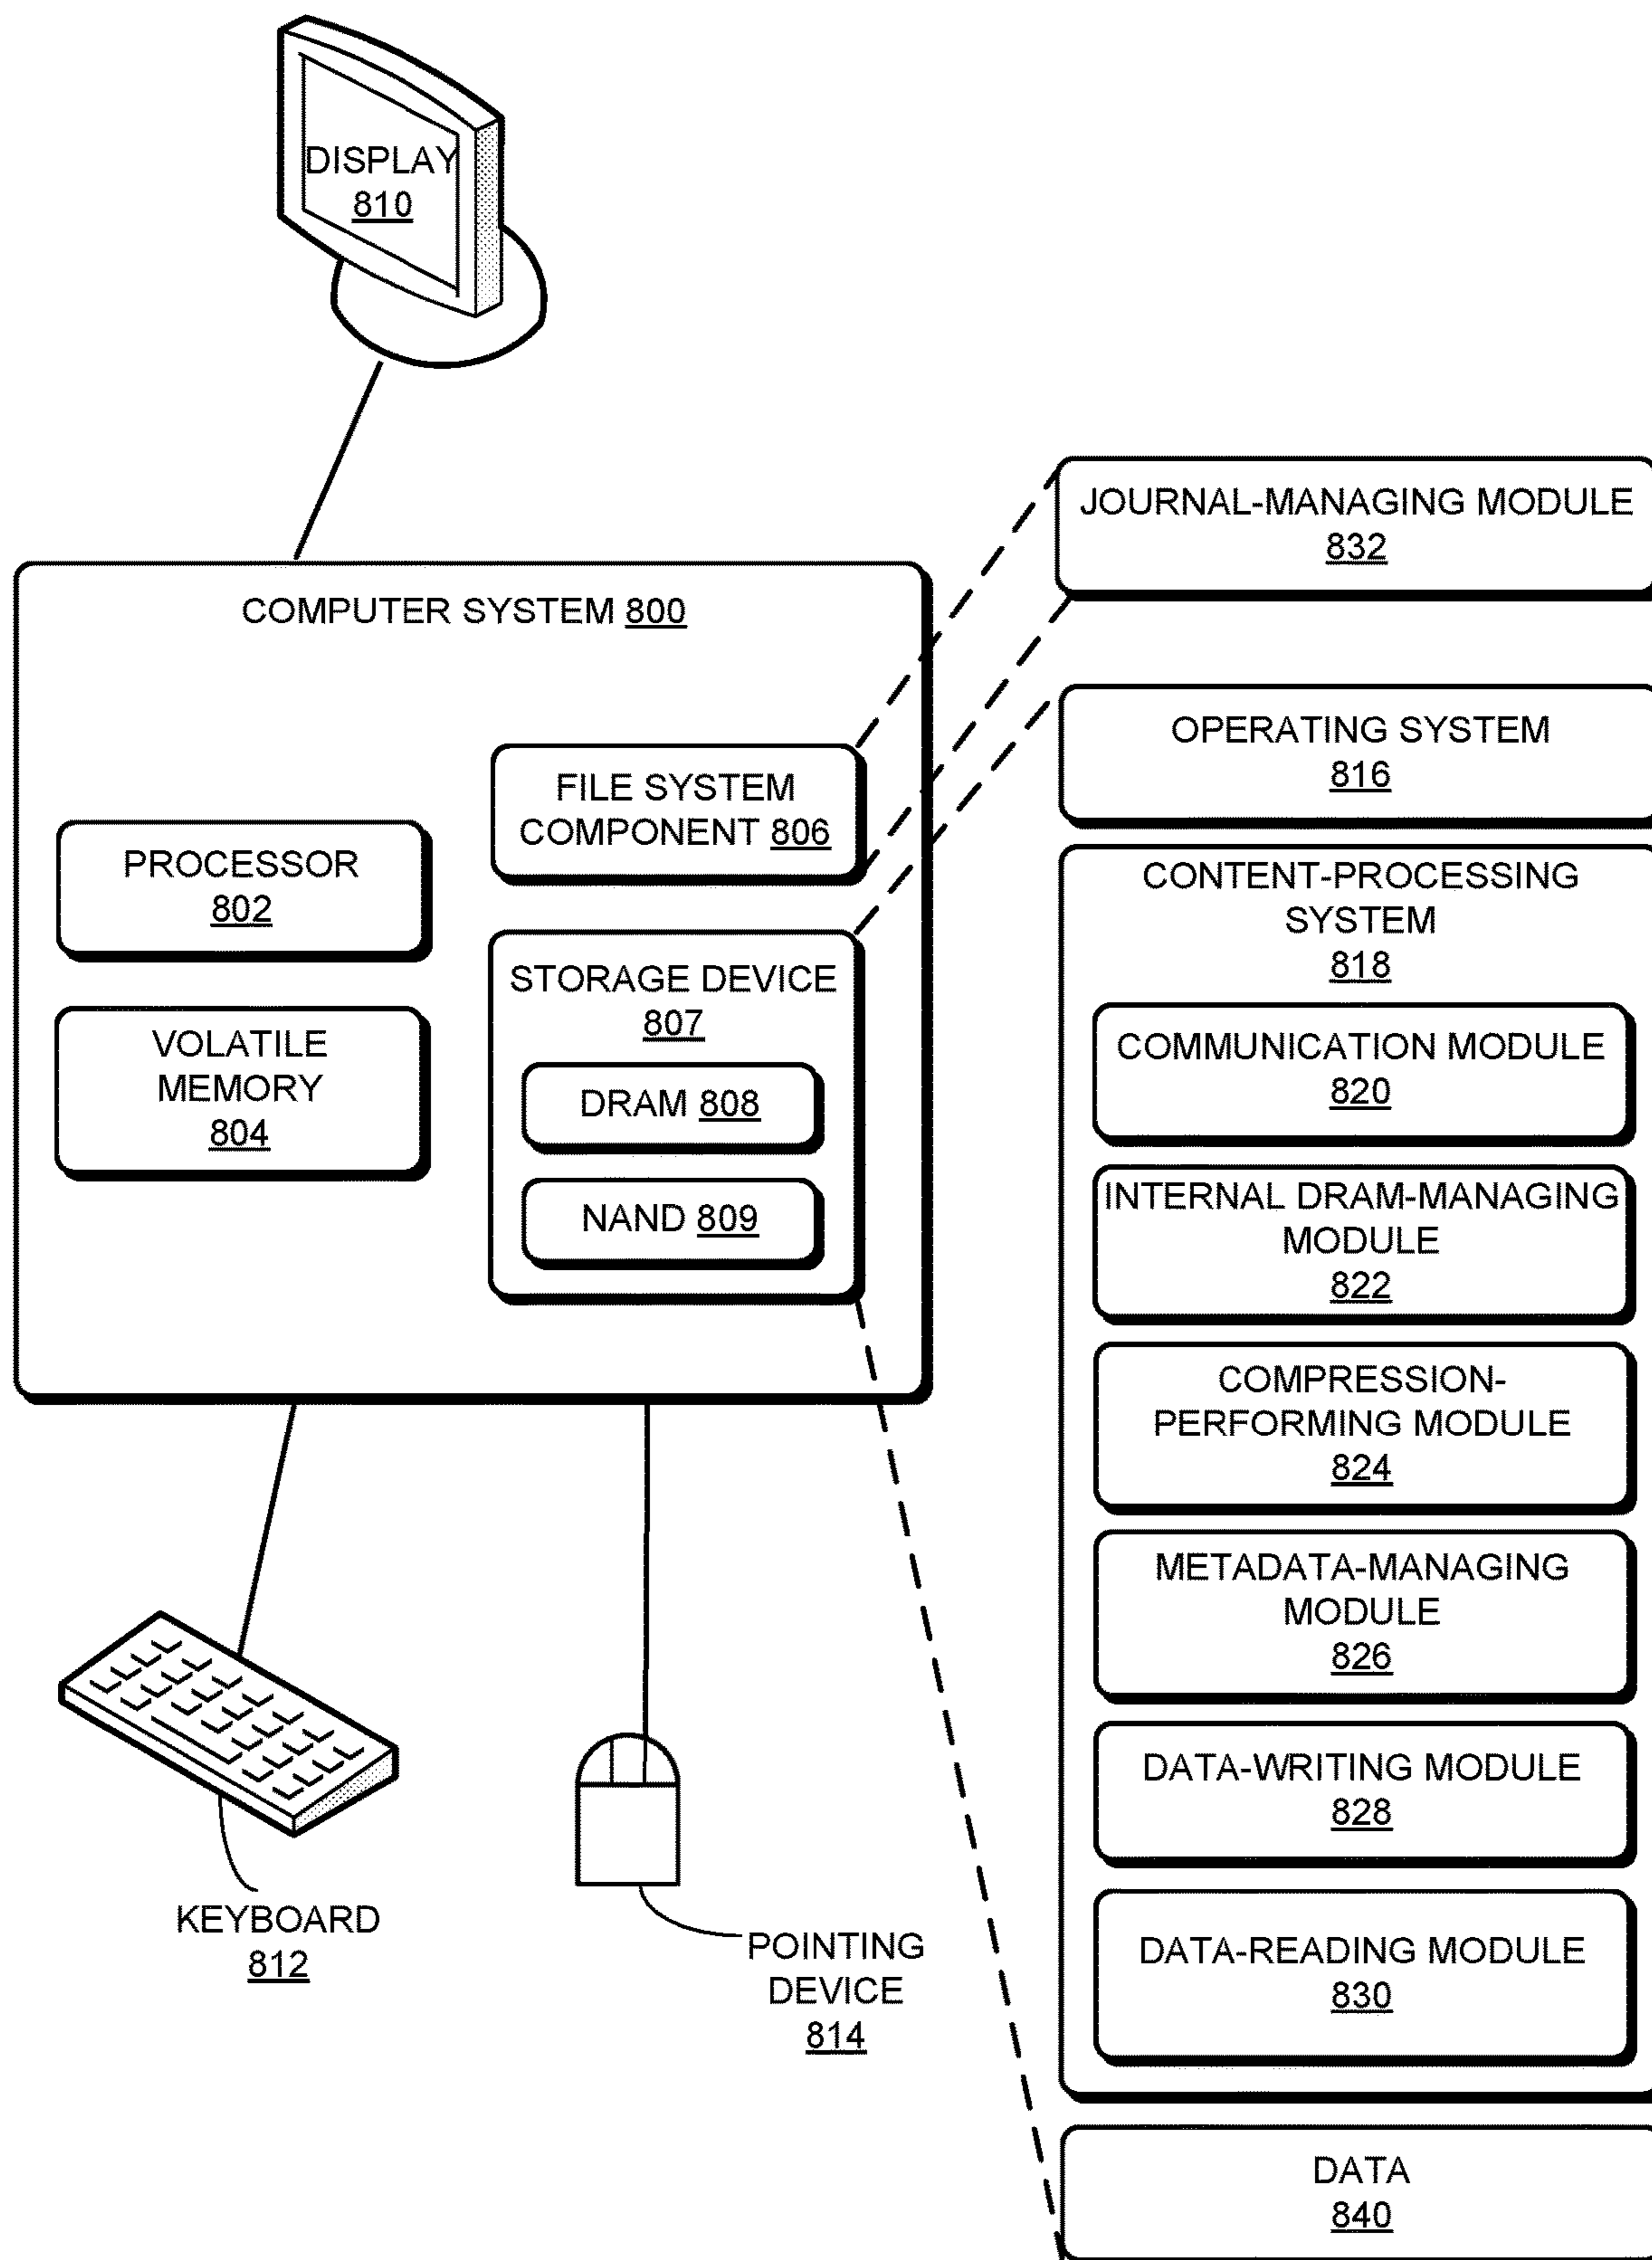 DISPLAY
810
COMPUTER SYSTEM 800
PROCESSOR
802
VOLATILE
MEMORY
804
FILE SYSTEM
COMPONENT 806
STORAGE DEVICE
807
DRAM 808
NAND 809
KEYBOARD
812
POINTING
DEVICE
814
JOURNAL-MANAGING MODULE
832
OPERATING SYSTEM
816
CONTENT-PROCESSING
SYSTEM
818
COMMUNICATION MODULE
820
INTERNAL DRAM-MANAGING
MODULE
822
COMPRESSION-
PERFORMING MODULE
824
METADATA-MANAGING
MODULE
826
DATA-WRITING MODULE
828
DATA-READING MODULE
830
DATA
840